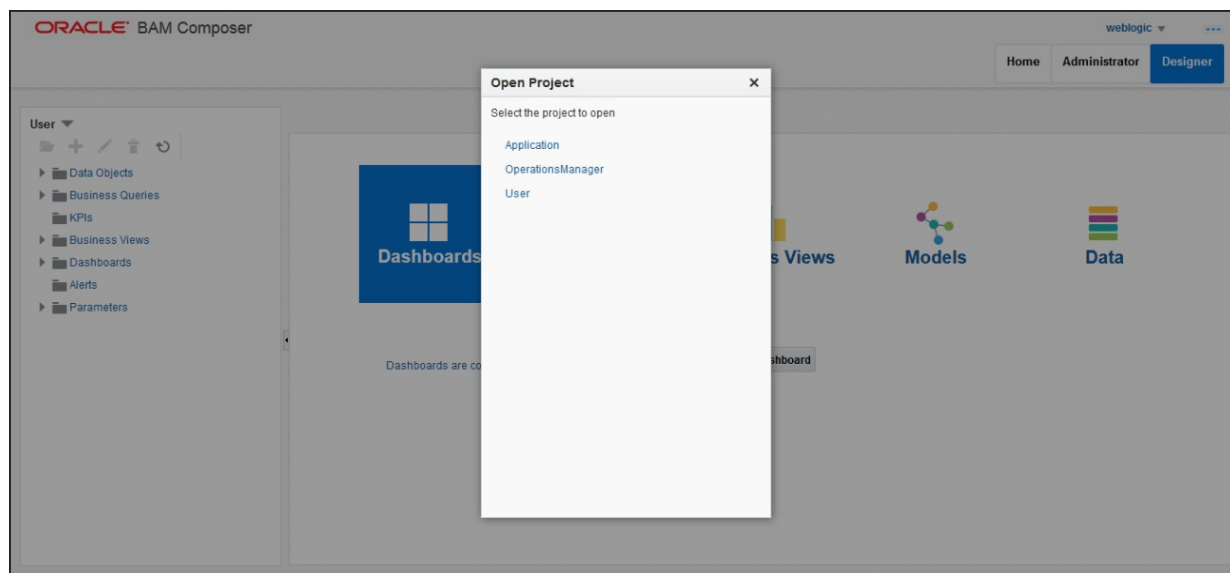 ORACLE® BAM Composer
weblogic
Home Administrator Designer
Open Project
Select the project to open
Application
OperationsManager
User
User
Data Objects
Business Queries
KPIs
Business Views
Dashboards
Alerts
Parameters
Dashboards
s Views
Models
Data
Dashboards are co
shboard